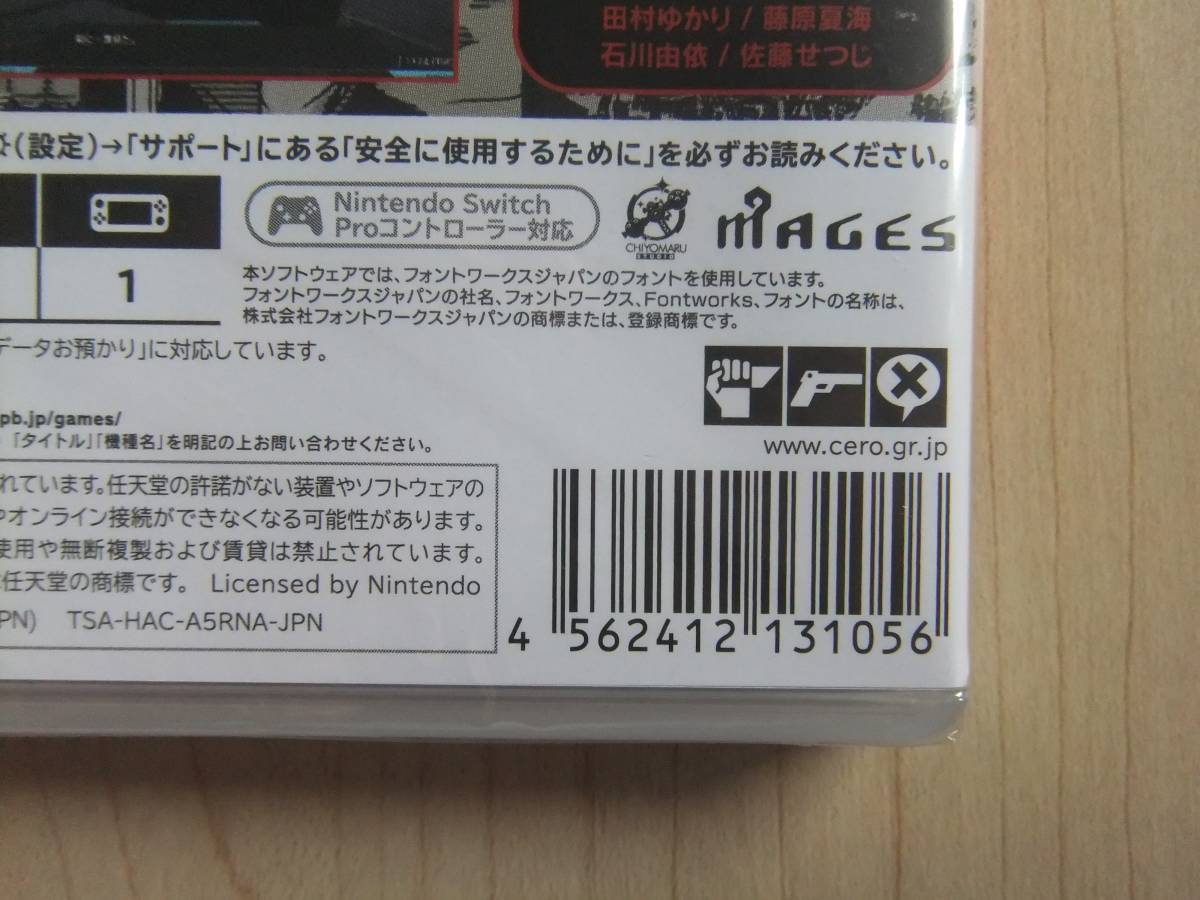 田村ゆかり / 藤原夏海
石川由依 / 佐藤せつじ
(設定)→「サポート」にある「安全に使用するために」を必ずお読みください。
Nintendo Switch
Proコントローラー対応
CHIYOMARU
STUDIO
MAGES
1
本ソフトウェアでは、フォントワークスジャパンのフォントを使用しています。
フォントワークスジャパンの社名、フォントワークス、Fontworks、フォントの名称は、
株式会社フォントワークスジャパンの商標または、登録商標です。
データお預かり」に対応しています。
pb.jp/games/
「タイトル」「機種名」を明記の上お問い合わせください。
www.cero.gr.jp
れています。任天堂の許諾がない装置やソフトウェアの
やオンライン接続ができなくなる可能性があります。
使用や無断複製および賃貸は禁止されています。
任天堂の商標です。 Licensed by Nintendo
PN) TSA-HAC-A5RNA-JPN
4 562412 131056